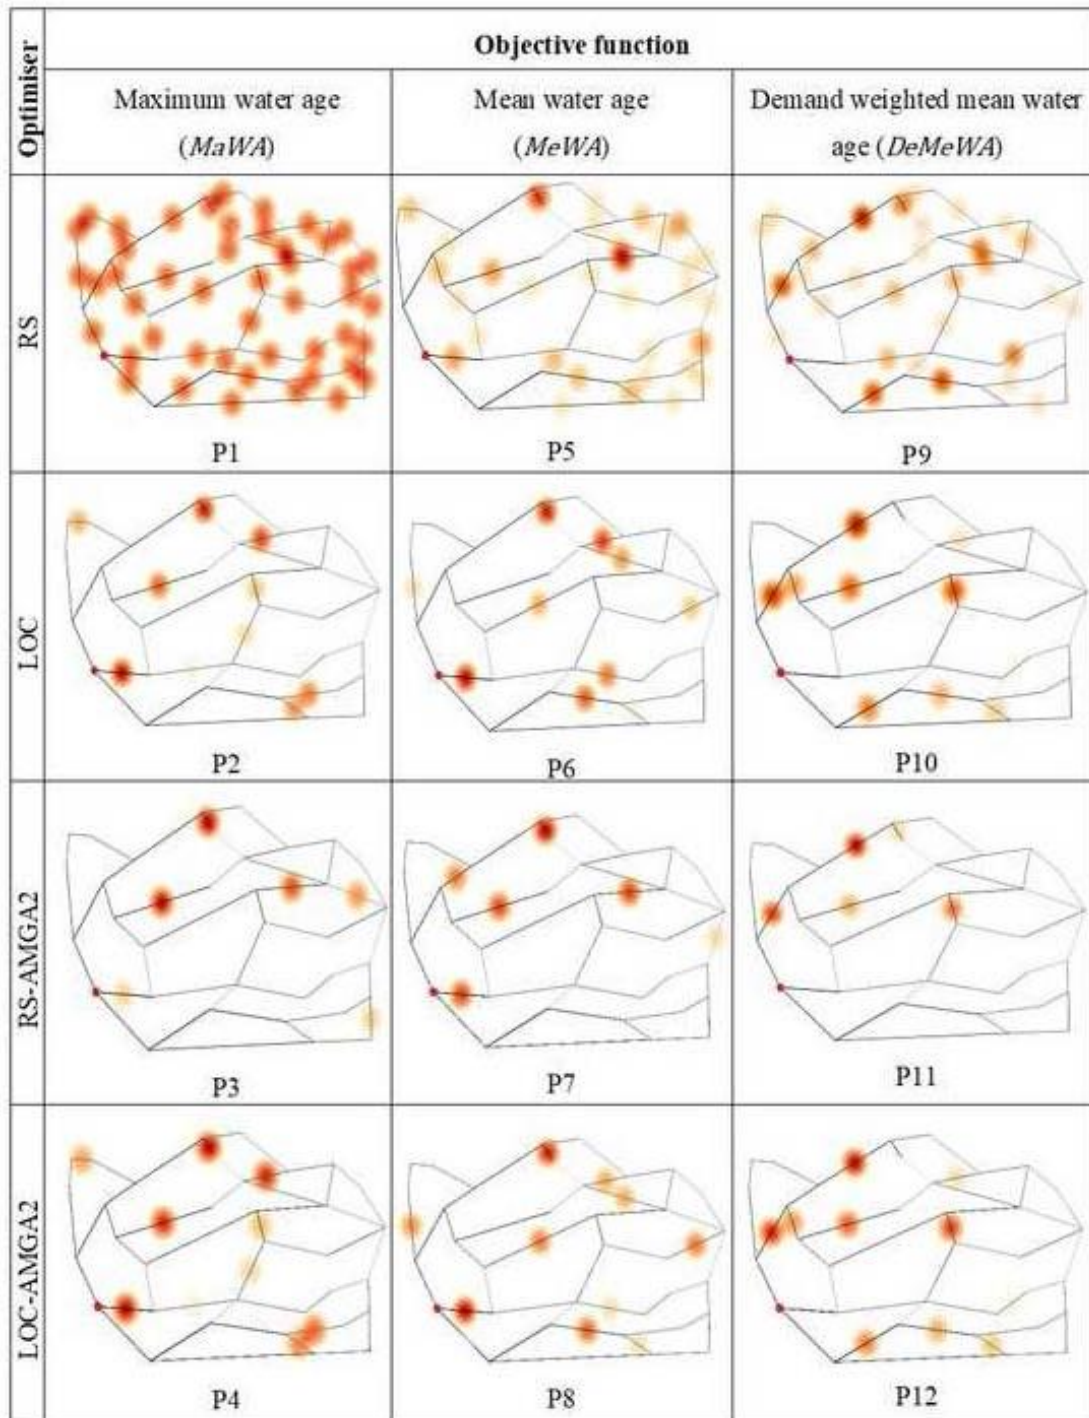 Optimiser
Objective function
Maximum water age
(MaWA)
Mean water age
(MeWA)
Demand weighted mean water
age (DeMeWA)
RS
P1
P5
P9
LOC
P2
P6
P10
RS-AMGA2
P3
P7
P11
LOC-AMGA2
P4
P8
P12